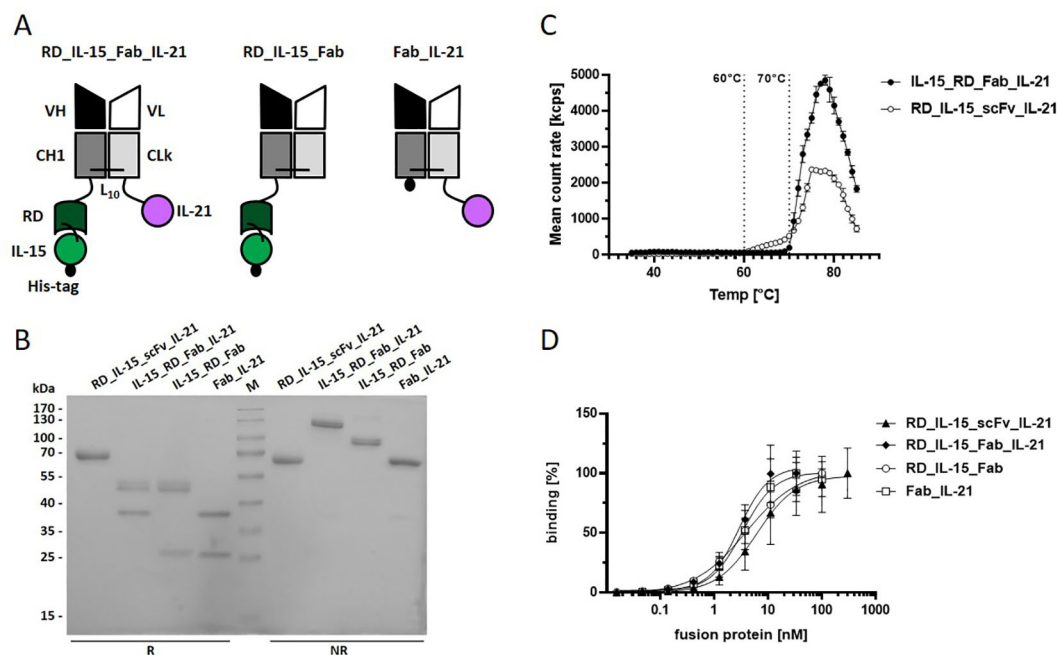 A
RD_IL-15_Fab_IL-21
RD_IL-15_Fab
Fab_IL-21
VH
VL
CH1
CLk
L10
RD
IL-21
IL-15
His-tag
B
RD_IL-15_scFv_IL-21
IL-15_RD_Fab_IL-21
IL-15_RD_Fab
Fab_IL-21
M
RD_IL-15_scFv_IL-21
IL-15_RD_Fab_IL-21
IL-15_RD_Fab
Fab_IL-21
kDa
170 -
130 -
100 -
70 -
55 -
40 -
35 -
25 -
15 -
R
NR
C
5000
4000
3000
2000
1000
0
Mean count rate [kcps]
60°C
70°C
40
60
80
Temp [°C]
IL-15_RD_Fab_IL-21
RD_IL-15_scFv_IL-21
D
150
100
50
0
binding [%]
0.1
1
10
100
1000
fusion protein [nM]
RD_IL-15_scFv_IL-21
RD_IL-15_Fab_IL-21
RD_IL-15_Fab
Fab_IL-21